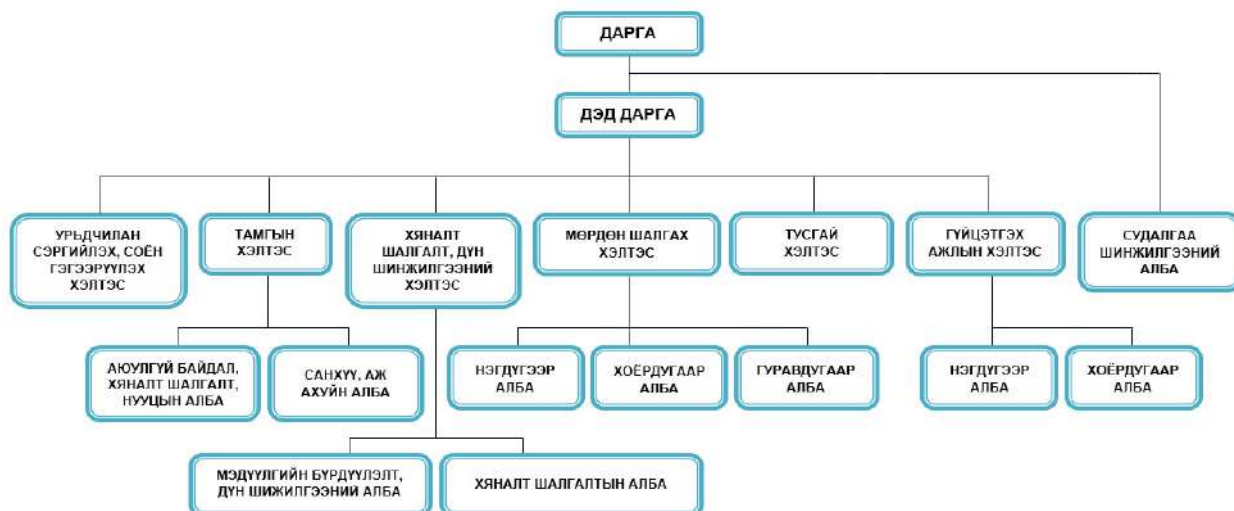 ДАРГА
ДЭД ДАРГА
УРЬДЧИЛАН
СЭРГИЙЛЭХ, СОЁН
ГЭГЭЭРҮҮЛЭХ
ХЭЛТЭС
ТАМГЫН
ХЭЛТЭС
ХЯНАЛТ
ШАЛГАЛТ, ДҮН
ШИНЖИЛГЭЭНИЙ
ХЭЛТЭС
МӨРДӨН ШАЛГАХ
ХЭЛТЭС
ТУСГАЙ
ХЭЛТЭС
ГҮЙЦЭТГЭХ
АЖЛЫН ХЭЛТЭС
СУДАЛГАА
ШИНЖИЛГЭЭНИЙ
АЛБА
АЮУЛГҮЙ БАЙДАЛ,
ХЯНАЛТ ШАЛГАЛТ,
НУУЦЫН АЛБА
САНХҮҮ, АЖ
АХУЙН АЛБА
НЭГДҮГЭЭР
АЛБА
ХОЁРДУГААР
АЛБА
ГУРАВДУГААР
АЛБА
НЭГДҮГЭЭР
АЛБА
ХОЁРДУГААР
АЛБА
МЭДҮҮЛГИЙН БҮРДҮҮЛЭЛТ,
ДҮН ШИЖИЛГЭЭНИЙ АЛБА
ХЯНАЛТ ШАЛГАЛТЫН АЛБА